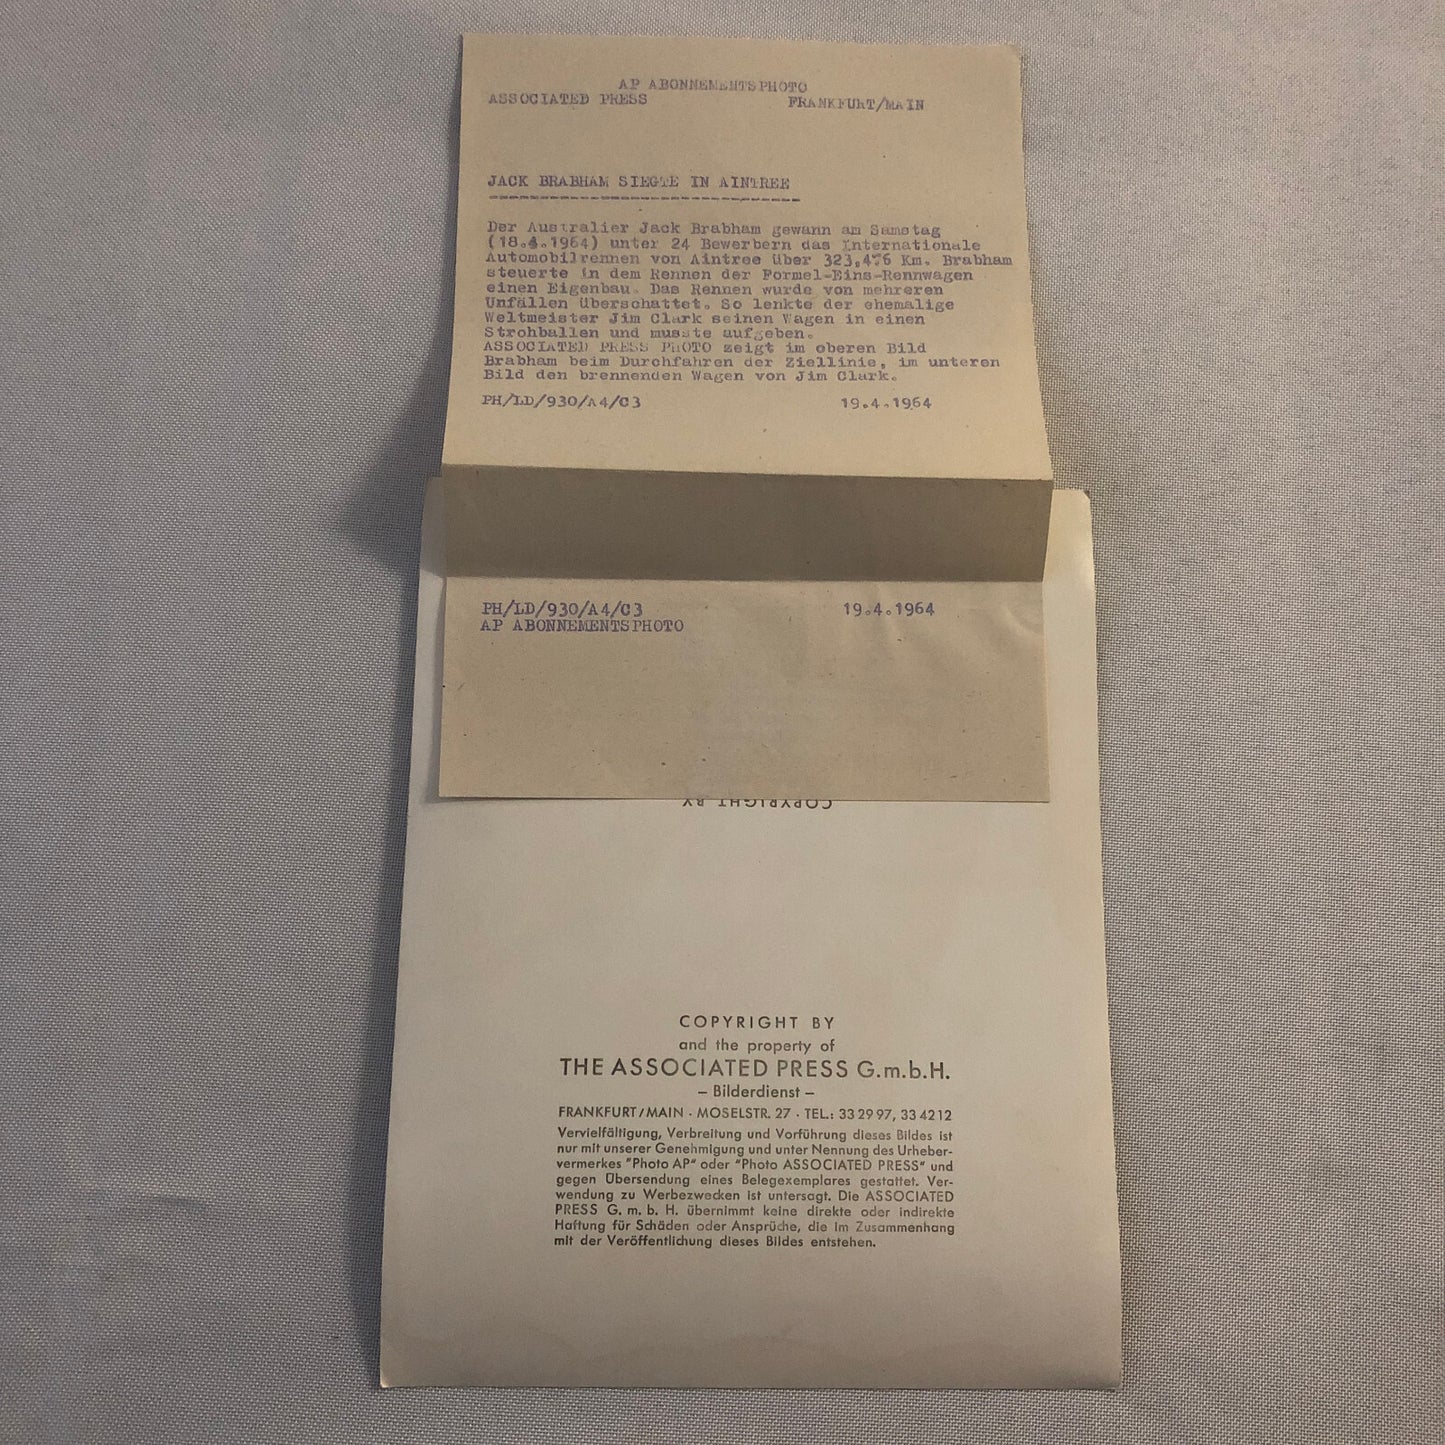 AP ABONNEMENTSPHOTO
ASSOCIATED PRESS FRANKFURT/MAIN
JACK BRABHAM SIEGTE IN AINTREE
Der Australier Jack Brabham gewann am Samstag
(18.4.1964) unter 24 Bewerbern das Internationale
Automobilrennen von Aintree über 323,476 Km. Brabham
steuerte in dem Rennen der Formel-Eins-Rennwagen
einen Eigenbau. Das Rennen wurde von mehreren
Unfällen überschattet. So lenkte der ehemalige
Weltmeister Jim Clark seinen Wagen in einen
Strohballen und musste aufgeben.
ASSOCIATED PRESS PHOTO zeigt im oberen Bild
Brabham beim Durchfahren der Ziellinie, im unteren
Bild den brennenden Wagen von Jim Clark.
PH/LD/930/A4/C3 19.4.1964
PH/LD/930/A4/C3 19.4.1964
AP ABONNEMENTSPHOTO
COPYRIGHT BY
COPYRIGHT BY
and the property of
THE ASSOCIATED PRESS G.m.b.H.
– Bilderdienst –
FRANKFURT/MAIN · MOSELSTR. 27 · TEL.: 33 29 97, 33 42 12
Vervielfältigung, Verbreitung und Vorführung dieses Bildes ist
nur mit unserer Genehmigung und unter Nennung des Urheber-
vermerkes "Photo AP" oder "Photo ASSOCIATED PRESS" und
gegen Übersendung eines Belegexemplares gestattet. Ver-
wendung zu Werbezwecken ist untersagt. Die ASSOCIATED
PRESS G. m. b. H. übernimmt keine direkte oder indirekte
Haftung für Schäden oder Ansprüche, die im Zusammenhang
mit der Veröffentlichung dieses Bildes entstehen.